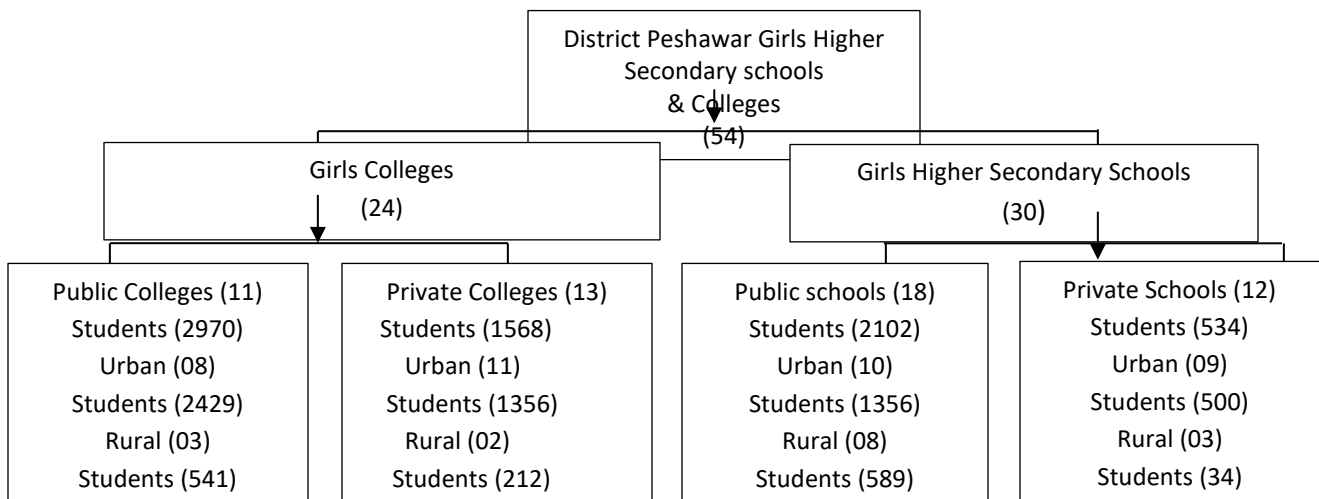 District Peshawar Girls Higher
Secondary schools
& Colleges
(54)
Girls Colleges
(24)
Girls Higher Secondary Schools
(30)
Public Colleges (11)
Students (2970)
Urban (08)
Students (2429)
Rural (03)
Students (541)
Private Colleges (13)
Students (1568)
Urban (11)
Students (1356)
Rural (02)
Students (212)
Public schools (18)
Students (2102)
Urban (10)
Students (1356)
Rural (08)
Students (589)
Private Schools (12)
Students (534)
Urban (09)
Students (500)
Rural (03)
Students (34)